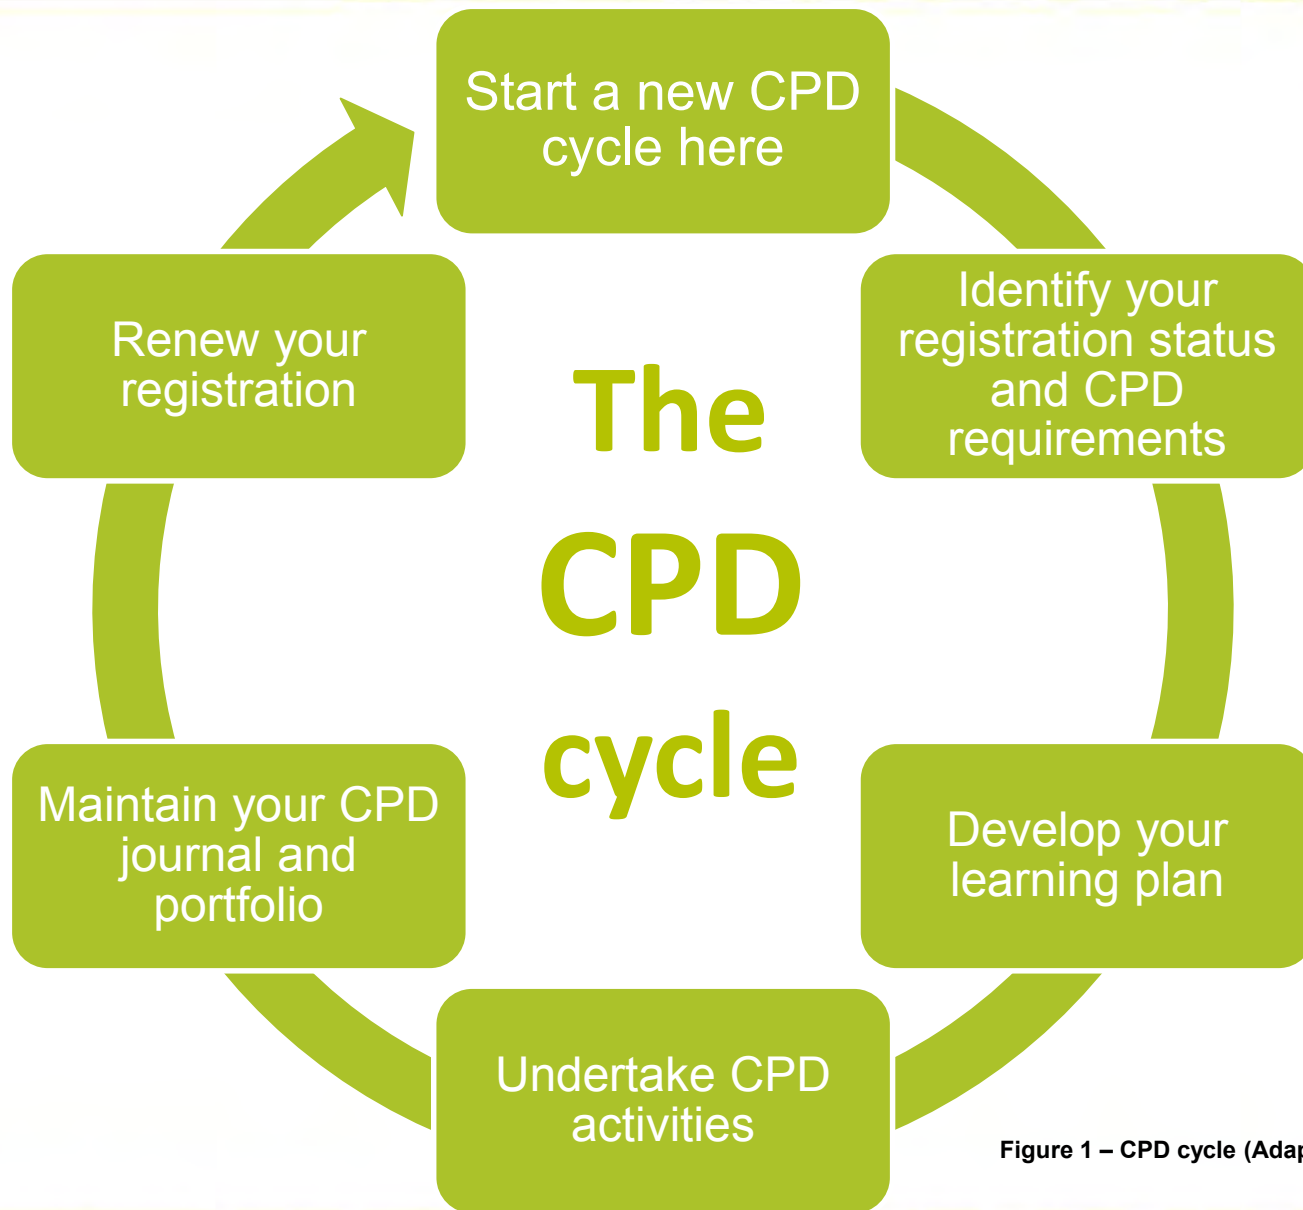 Start a new CPD
cycle here
Identify your
registration status
and CPD
requirements
Develop your
learning plan
Undertake CPD
activities
Maintain your CPD
journal and
portfolio
Renew your
registration
The
CPD
cycle
Figure 1 – CPD cycle (Adap